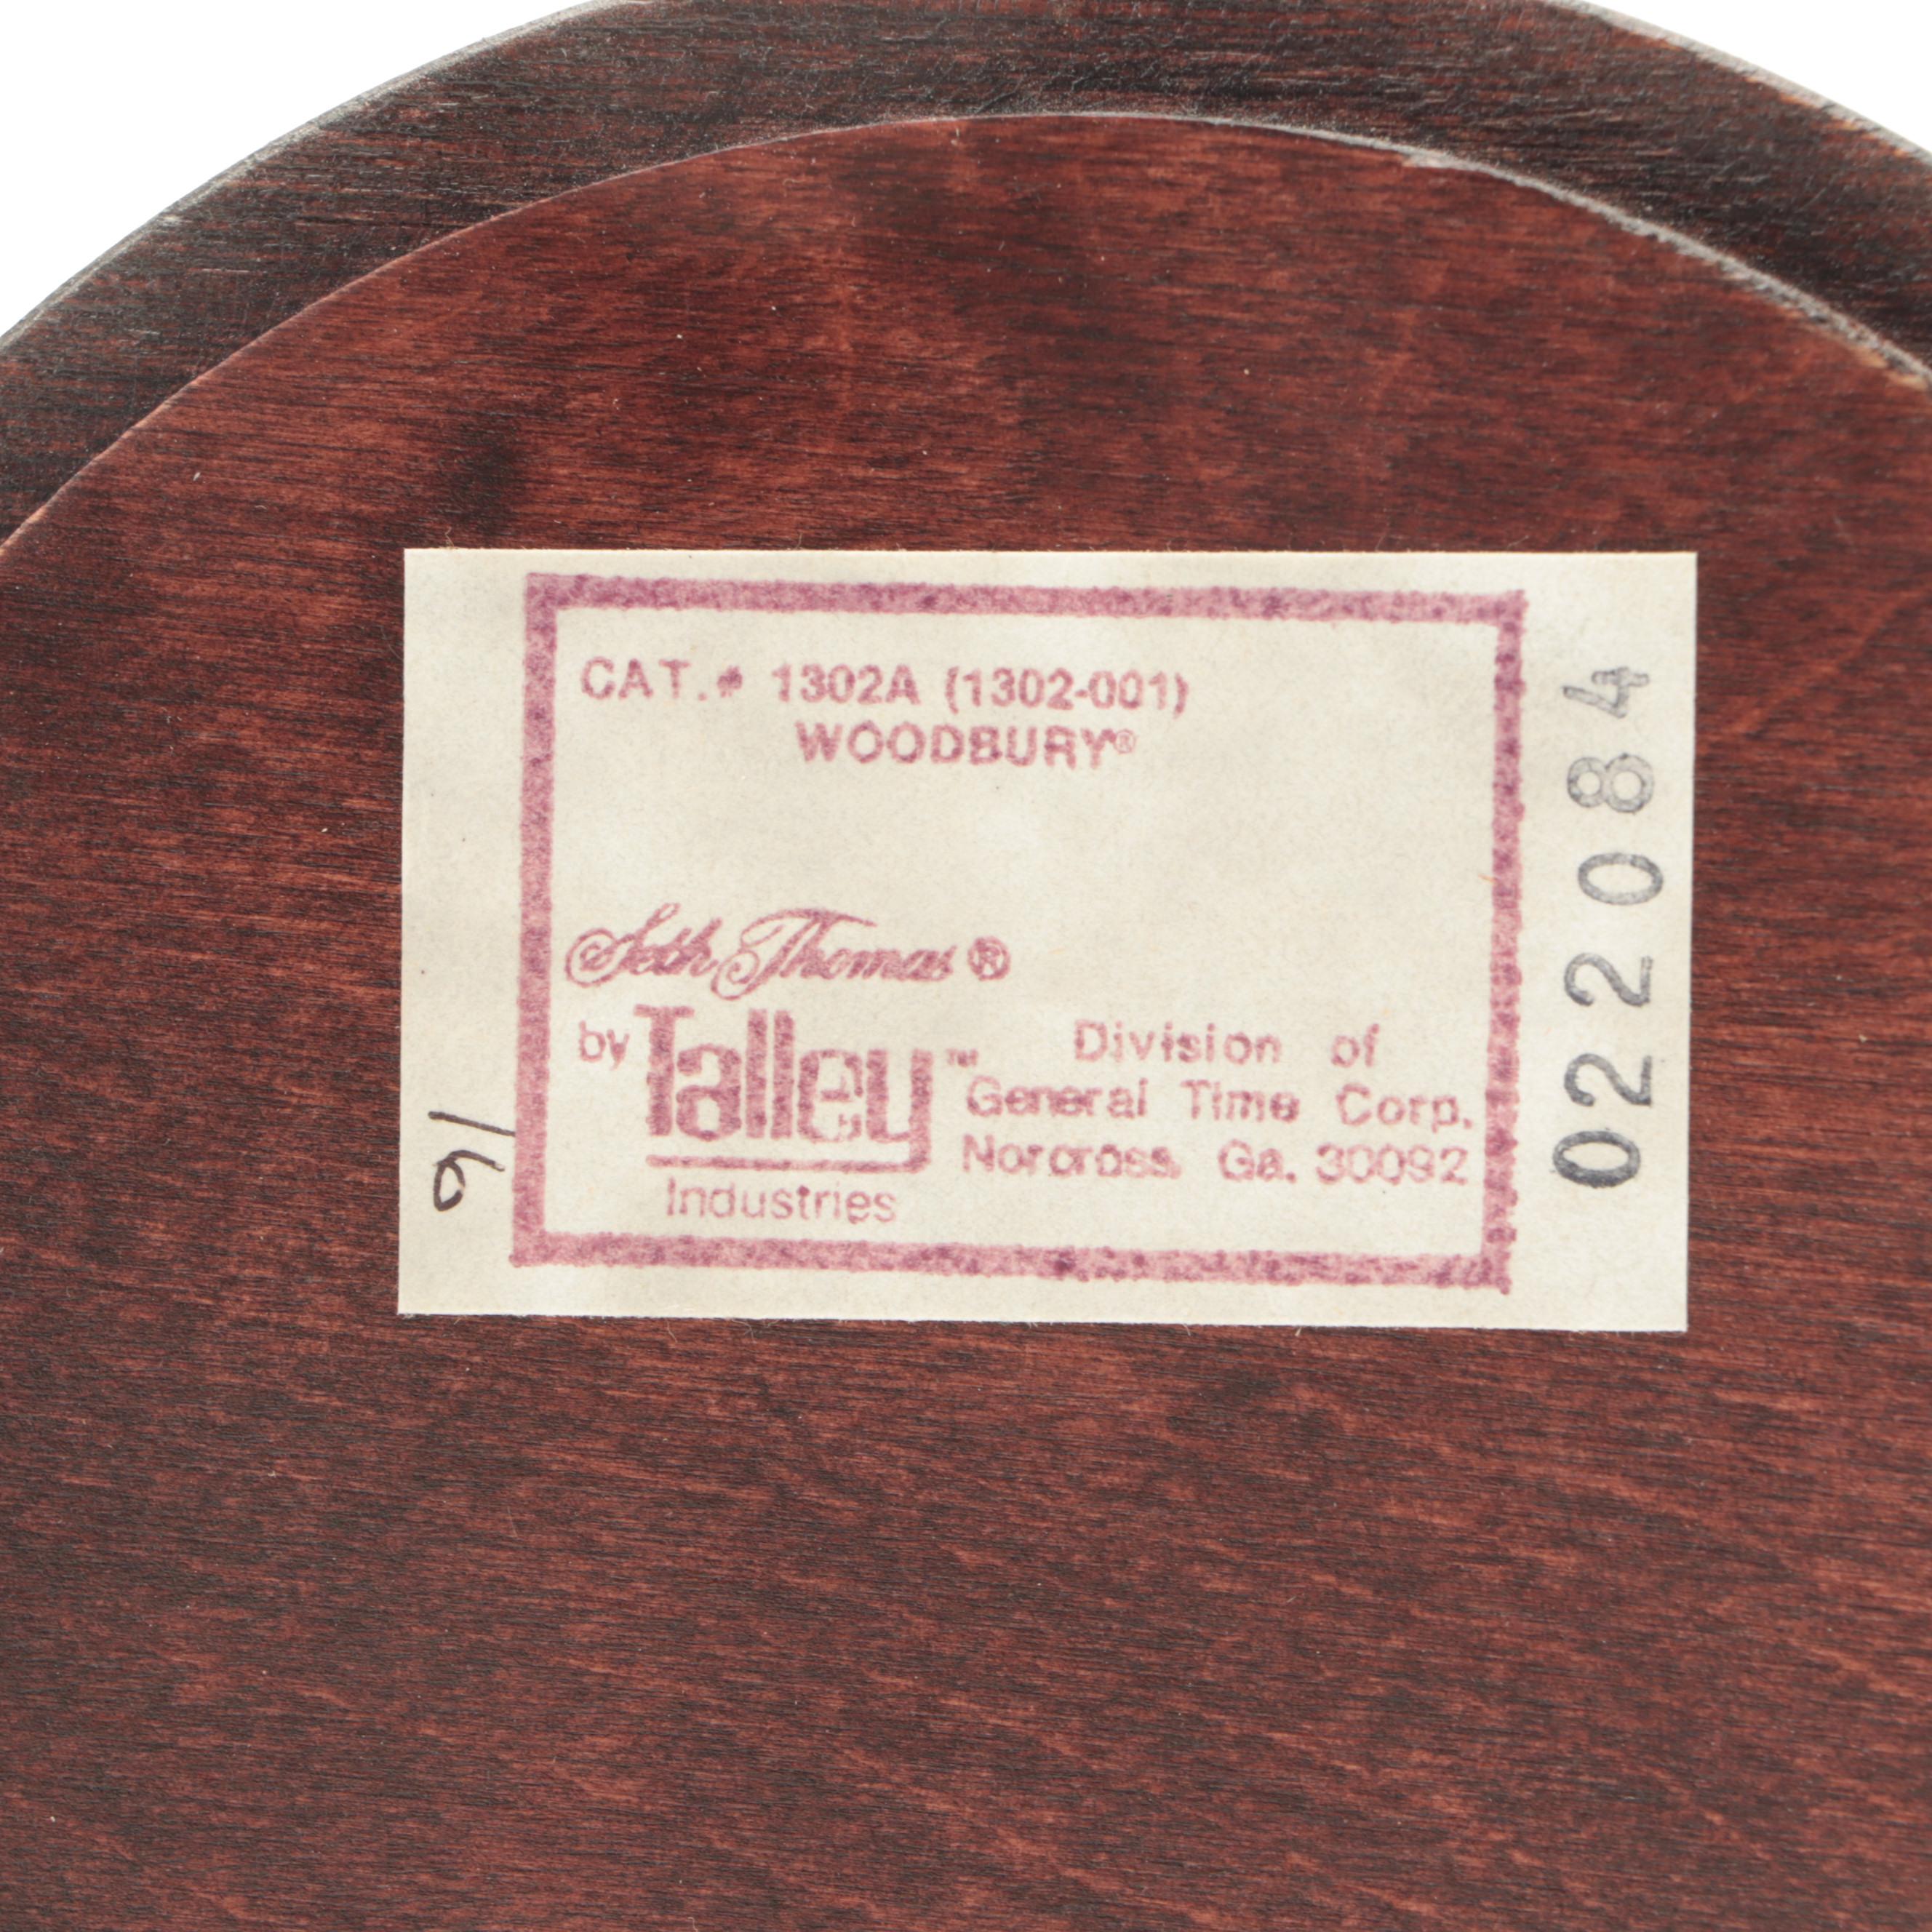 CAT.# 1302A (1302-001)
WOODBURY®
Seth Thomas®
by Talley™
Industries
Division of
General Time Corp.
Norcross, Ga. 30092
022084